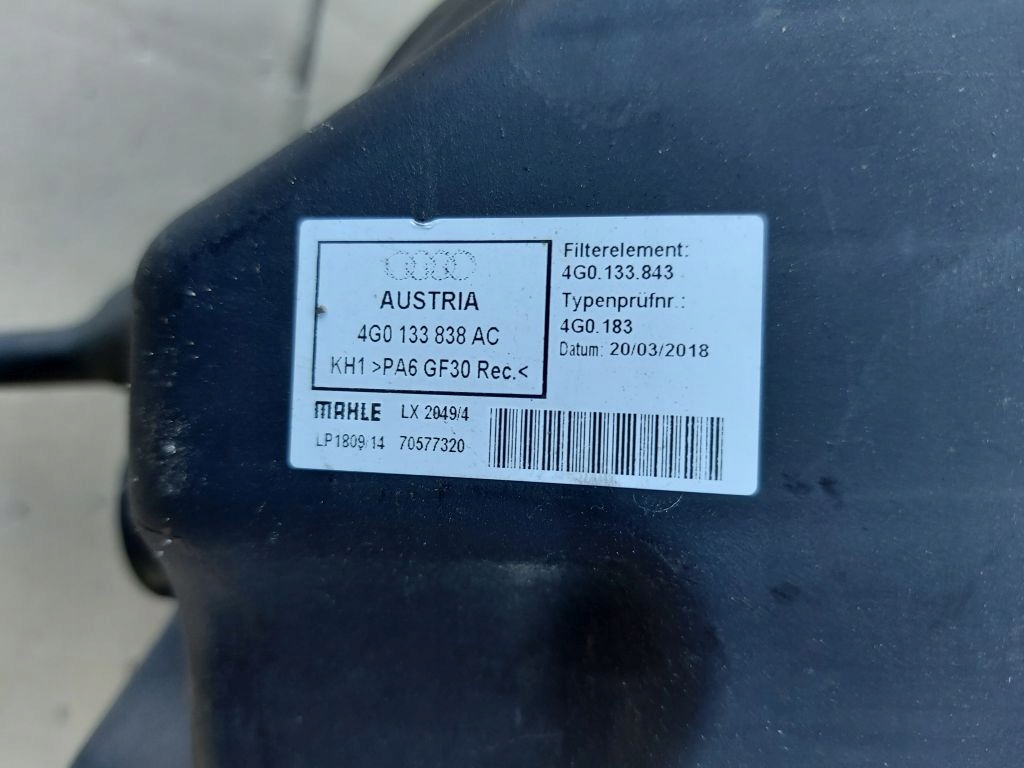 AUSTRIA
4G0 133 838 AC
KH1 >PA6 GF30 Rec.<
Filterelement:
4G0.133.843
Typenprüfnr.:
4G0.183
Datum: 20/03/2018
MAHLE LX 2049/4
LP1809/14 70577320